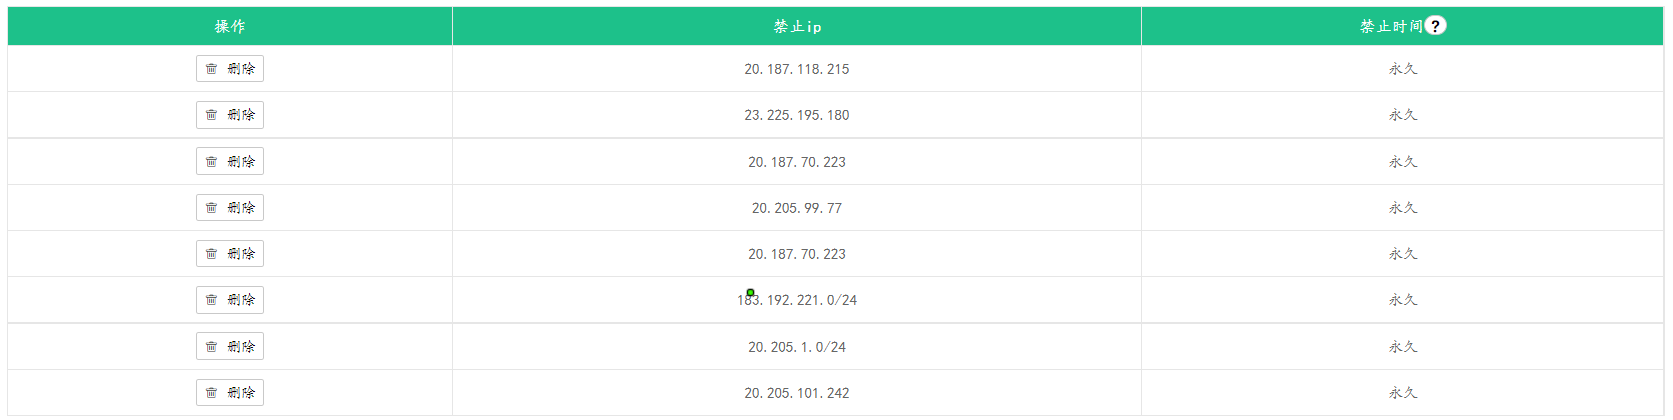 操作 禁止ip 禁止时间?
删除 20.187.118.215 永久
删除 23.225.195.180 永久
删除 20.187.70.223 永久
删除 20.205.99.77 永久
删除 20.187.70.223 永久
删除 183.192.221.0/24 永久
删除 20.205.1.0/24 永久
删除 20.205.101.242 永久